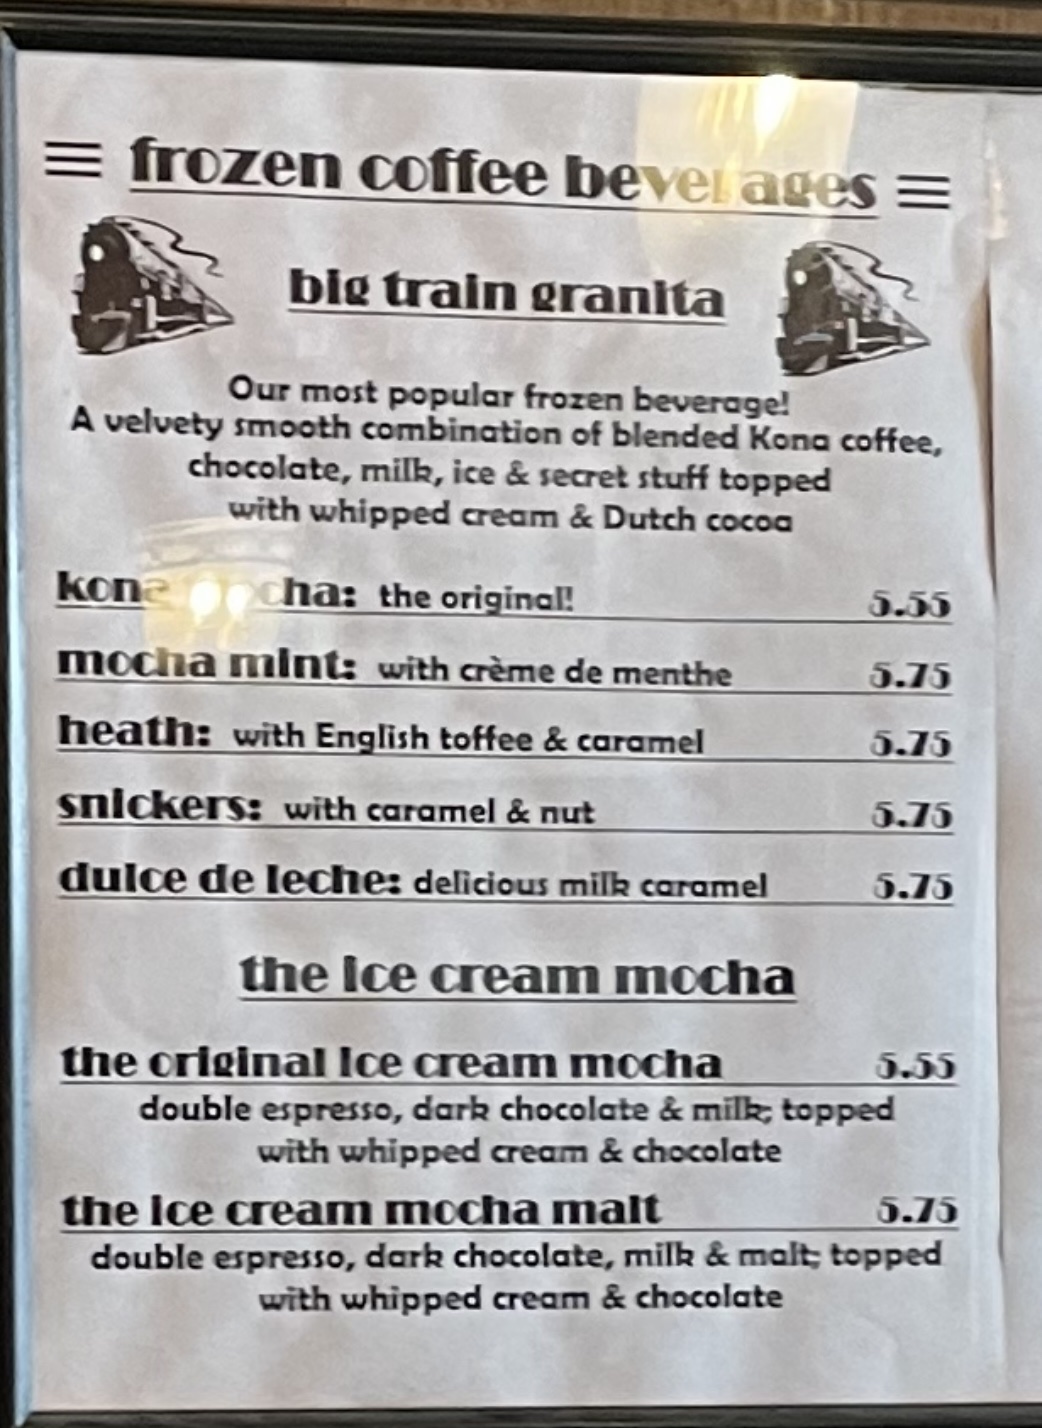 frozen coffee beverages
big train granita
Our most popular frozen beverage!
A velvety smooth combination of blended Kona coffee,
chocolate, milk, ice & secret stuff topped
with whipped cream & Dutch cocoa
kona mocha: the original! 5.55
mocha mint: with crème de menthe 5.75
heath: with English toffee & caramel 5.75
snickers: with caramel & nut 5.75
dulce de leche: delicious milk caramel 5.75
the ice cream mocha
the original ice cream mocha 5.55
double espresso, dark chocolate & milk; topped
with whipped cream & chocolate
the ice cream mocha malt 5.75
double espresso, dark chocolate, milk & malt; topped
with whipped cream & chocolate